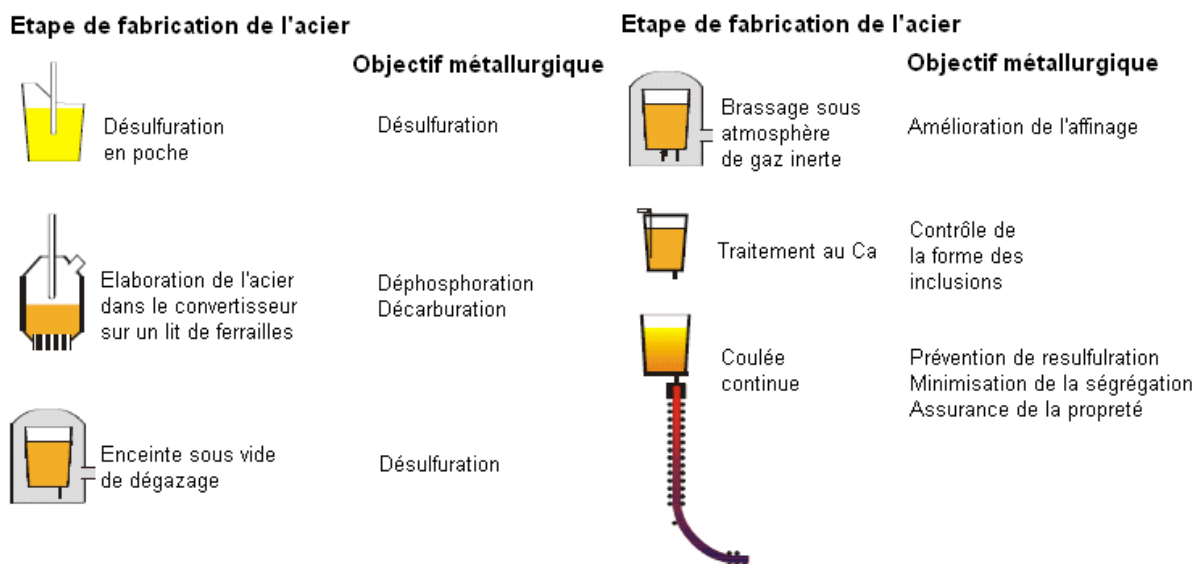 Etape de fabrication de l'acier
Objectif métallurgique
Désulfuration
en poche
Désulfuration
Elaboration de l'acier
dans le convertisseur
sur un lit de ferrailles
Déphosphoration
Décarburation
Enceinte sous vide
de dégazage
Désulfuration
Etape de fabrication de l'acier
Objectif métallurgique
Brassage sous
atmosphère
de gaz inerte
Amélioration de l'affinage
Traitement au Ca
Contrôle de
la forme des
inclusions
Coulée
continue
Prévention de resulfulration
Minimisation de la ségrégation
Assurance de la propreté